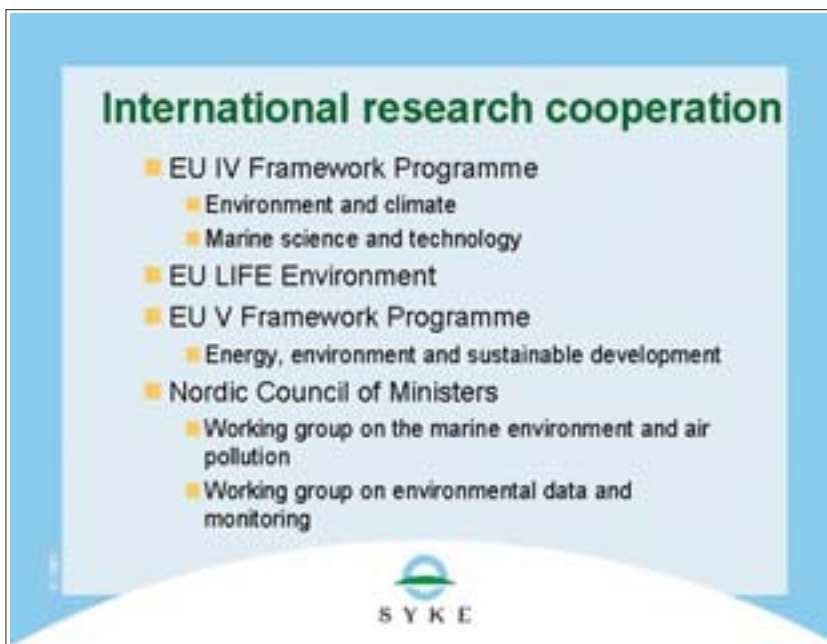 International research cooperation
EU IV Framework Programme
Environment and climate
Marine science and technology
EU LIFE Environment
EU V Framework Programme
Energy, environment and sustainable development
Nordic Council of Ministers
Working group on the marine environment and air
pollution
Working group on environmental data and
monitoring
SYKE